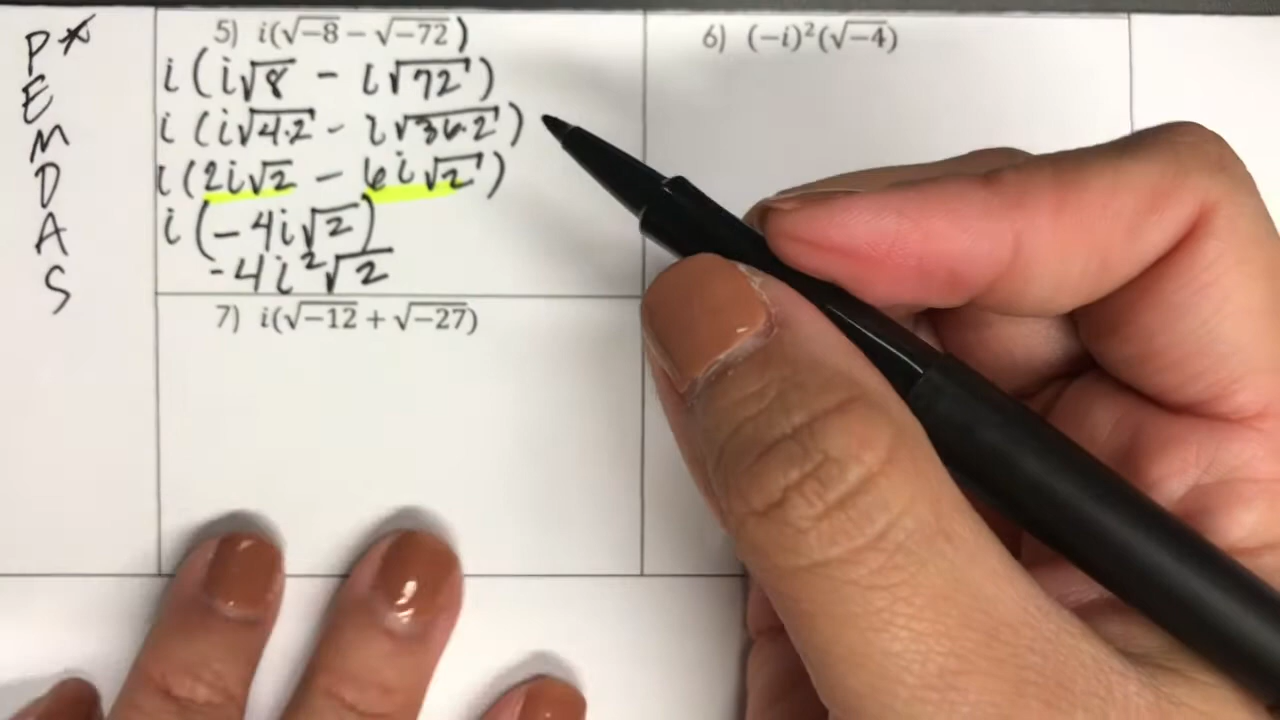 P*
E
M
D
A
S
5) i(√−8 − √−72)
i(i√8 - i√72)
i(i√4·2 - i√36·2)
i(2i√2 - 6i√2)
i(-4i√2)
-4i²√2
6) (−i)²(√−4)
7) i(√−12 + √−27)